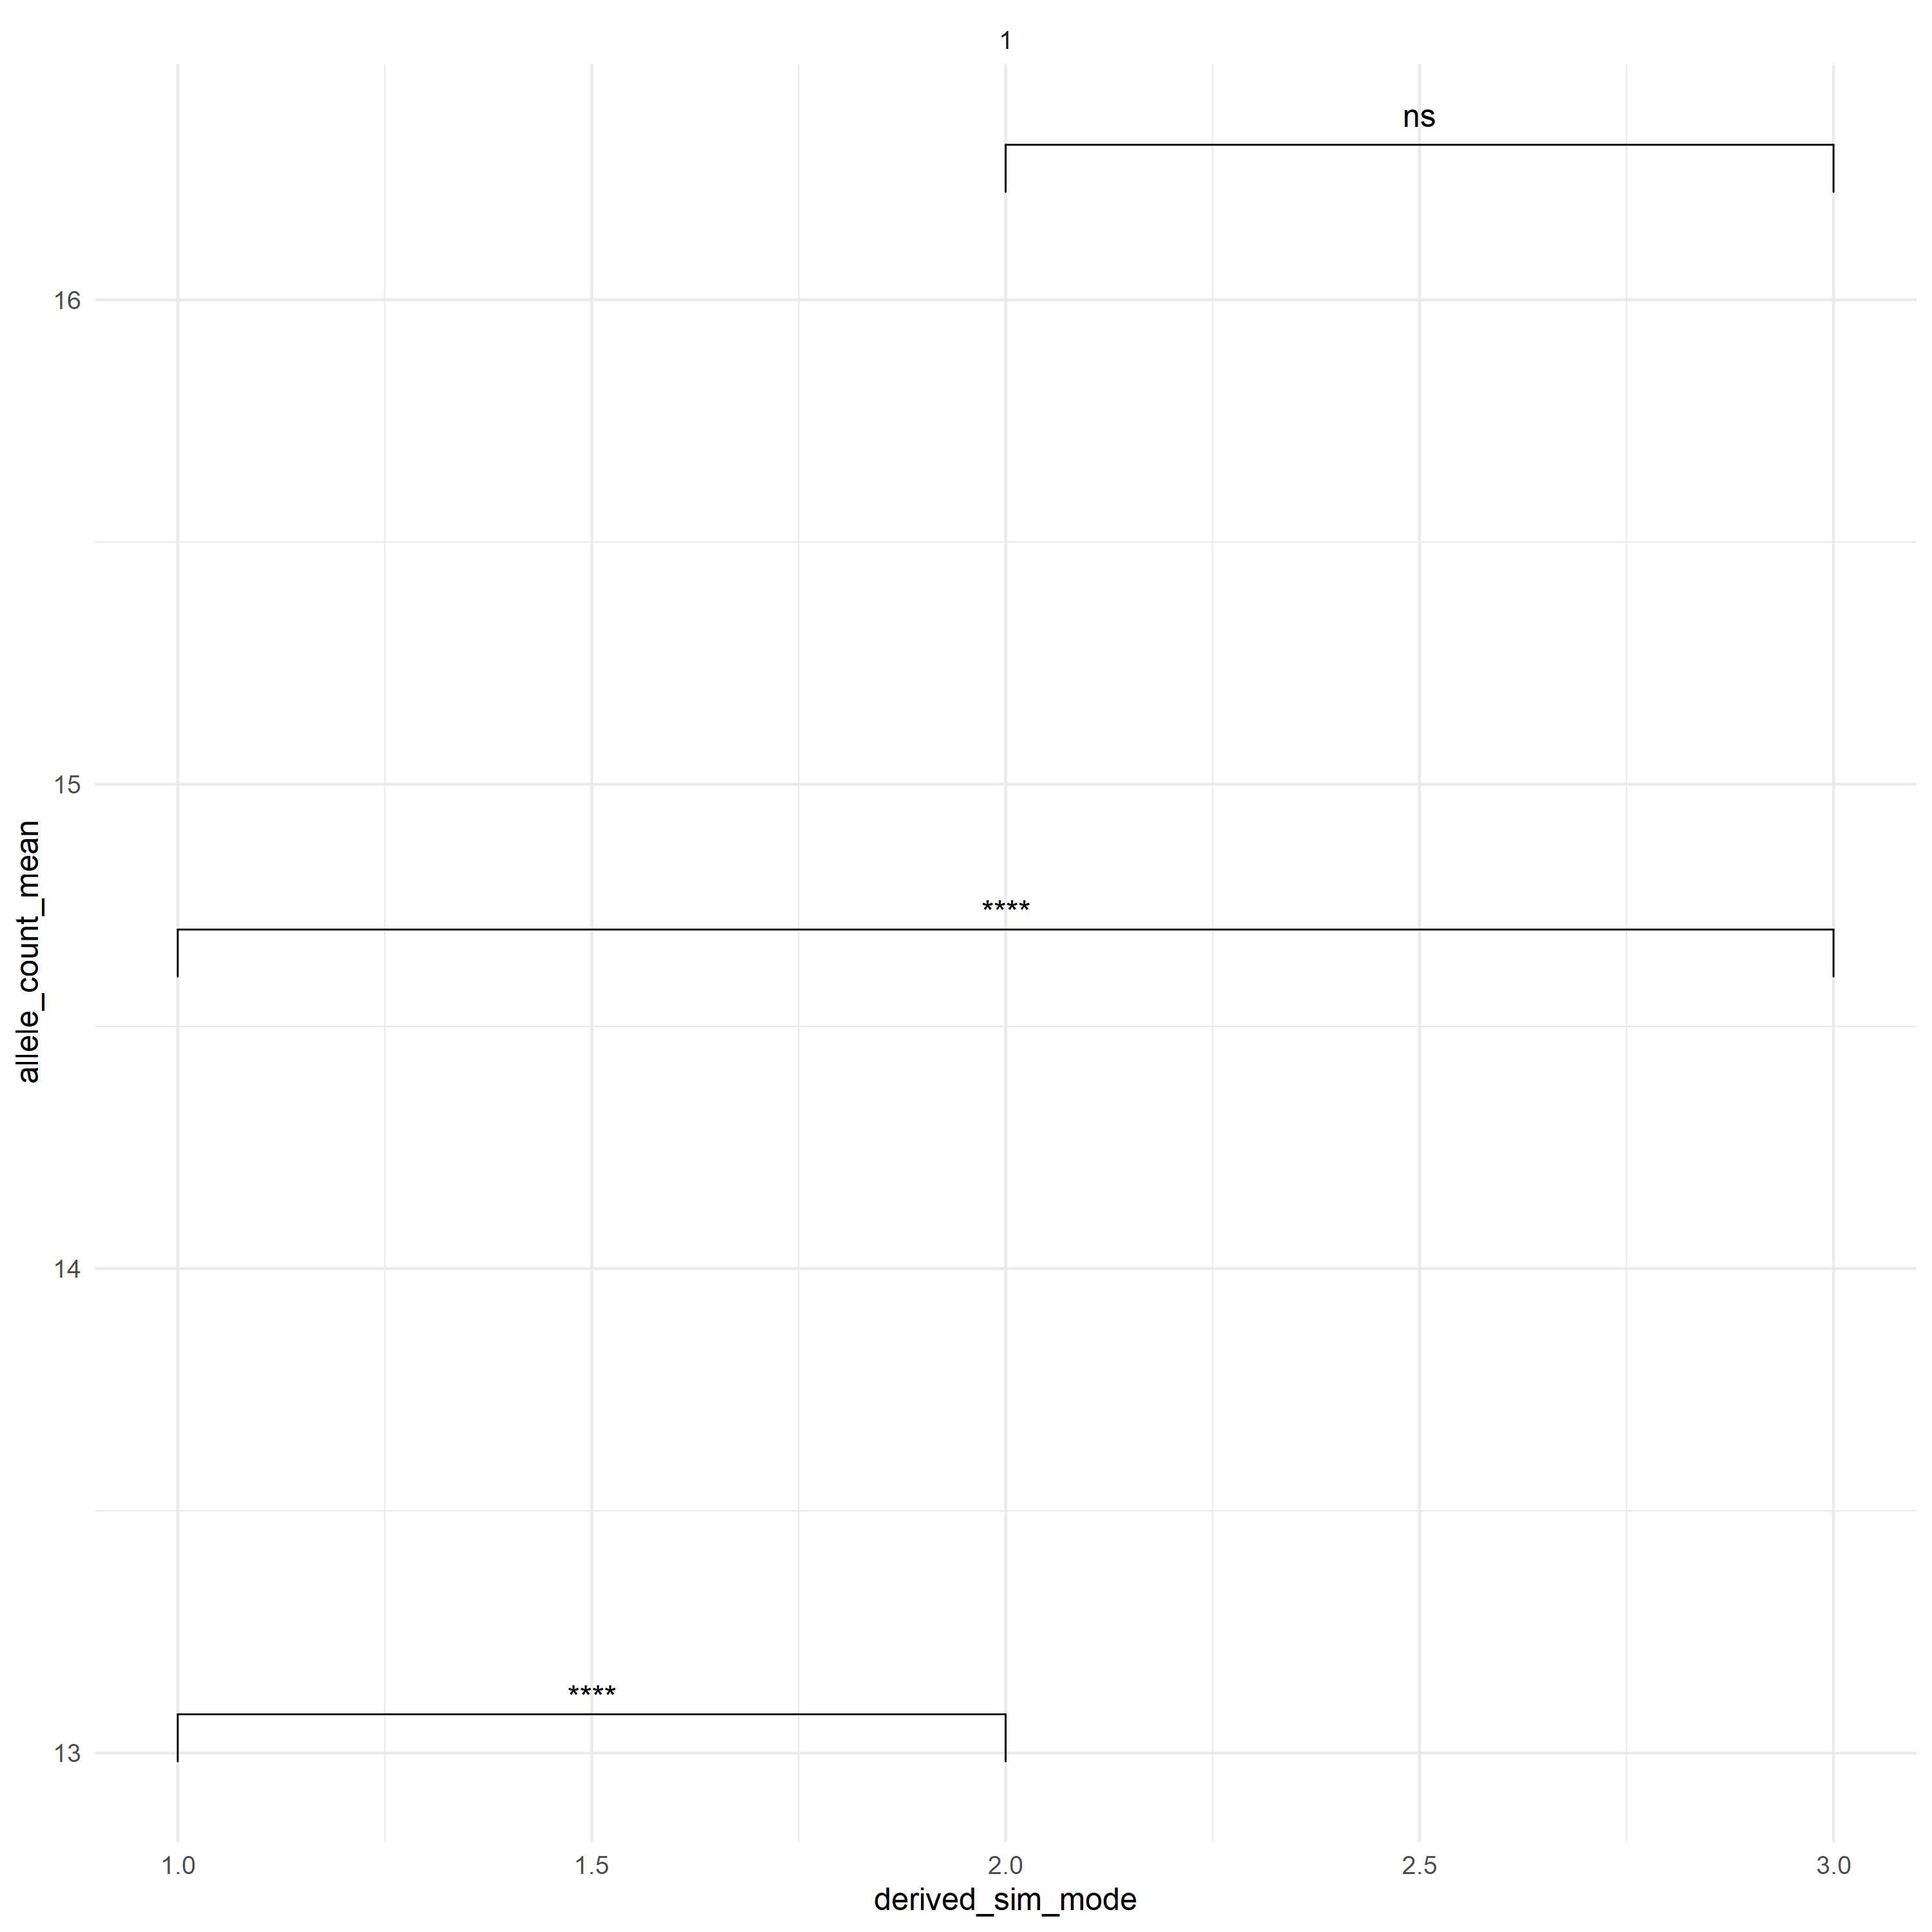 1
ns
16
15
****
allele_count_mean
14
****
13
1.0 1.5 2.0 2.5 3.0
derived_sim_mode